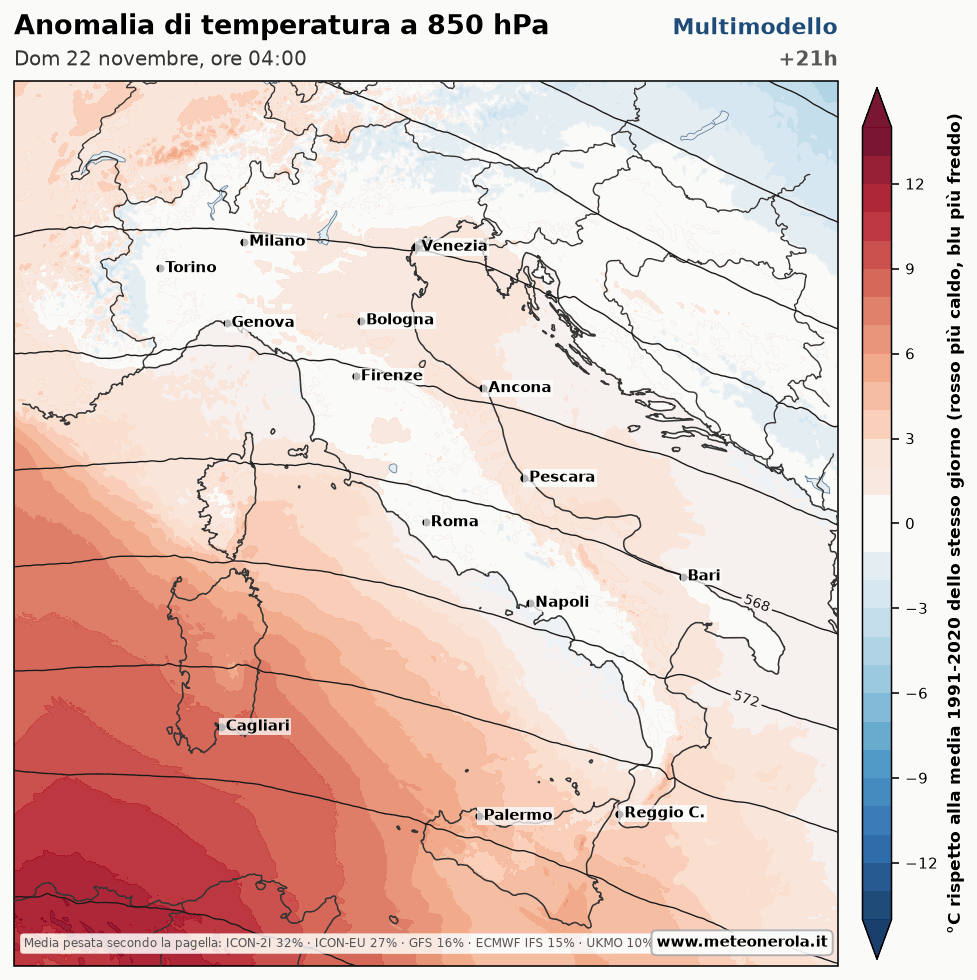 Anomalia di temperatura a 850 hPa
Multimodello
Dom 22 novembre, ore 04:00
+21h
Milano
Venezia
Torino
Genova
Bologna
Firenze
Ancona
Pescara
Roma
Bari
Napoli
568
572
Cagliari
Palermo
Reggio C.
Media pesata secondo la pagella: ICON-2I 32% · ICON-EU 27% · GFS 16% · ECMWF IFS 15% · UKMO 10%
www.meteonerola.it
12
9
6
3
0
−3
−6
−9
−12
°C rispetto alla media 1991-2020 dello stesso giorno (rosso più caldo, blu più freddo)